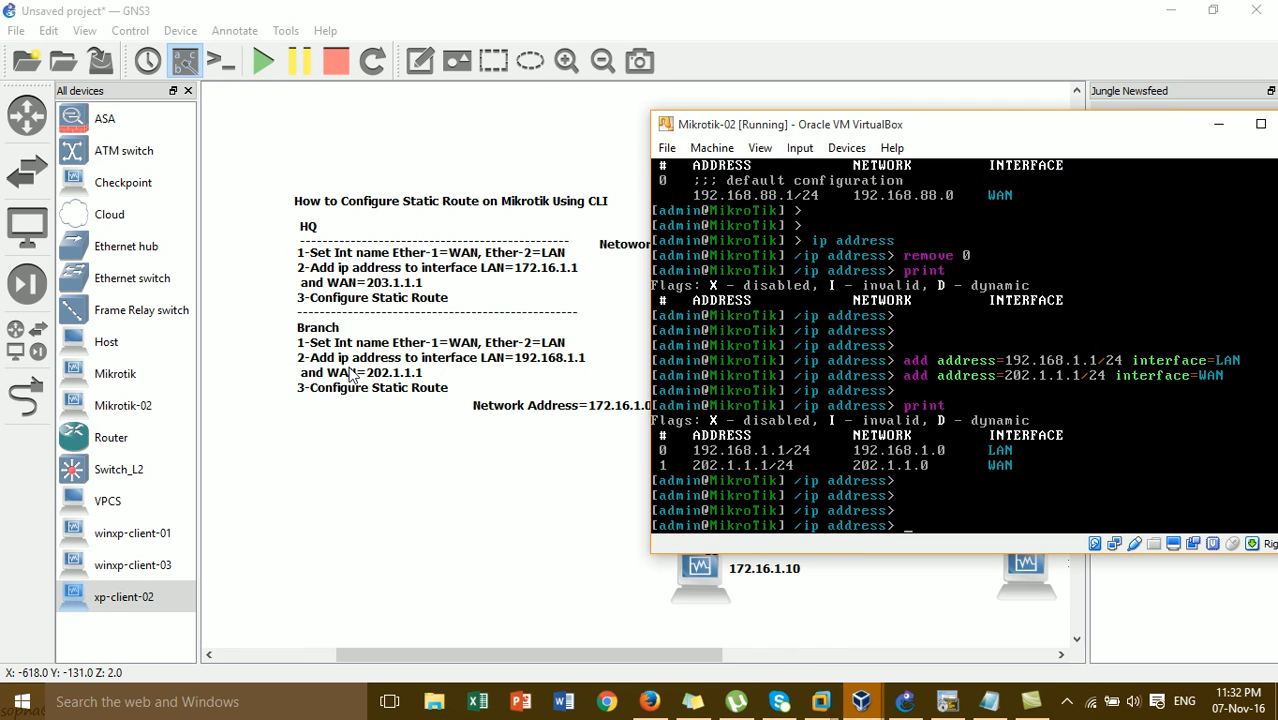 Unsaved project* — GNS3
File Edit View Control Device Annotate Tools Help
All devices
Jungle Newsfeed
ASA
ATM switch
Checkpoint
Cloud
Ethernet hub
Ethernet switch
Frame Relay switch
Host
Mikrotik
Mikrotik-02
Router
Switch_L2
VPCS
winxp-client-01
winxp-client-03
xp-client-02
How to Configure Static Route on Mikrotik Using CLI
HQ
-----------------------------------------------
1-Set Int name Ether-1=WAN, Ether-2=LAN
2-Add ip address to interface LAN=172.16.1.1
and WAN=203.1.1.1
3-Configure Static Route
-------------------------------------------------
Branch
1-Set Int name Ether-1=WAN, Ether-2=LAN
2-Add ip address to interface LAN=192.168.1.1
and WAN=202.1.1.1
3-Configure Static Route
Network Address=172.16.1.0
172.16.1.10
Mikrotik-02 [Running] - Oracle VM VirtualBox
File Machine View Input Devices Help
# ADDRESS NETWORK INTERFACE
0 ;;; default configuration
192.168.88.1/24 192.168.88.0 WAN
[admin@MikroTik] >
[admin@MikroTik] >
[admin@MikroTik] > ip address
[admin@MikroTik] /ip address> remove 0
[admin@MikroTik] /ip address> print
Flags: X - disabled, I - invalid, D - dynamic
# ADDRESS NETWORK INTERFACE
[admin@MikroTik] /ip address>
[admin@MikroTik] /ip address>
[admin@MikroTik] /ip address>
[admin@MikroTik] /ip address> add address=192.168.1.1/24 interface=LAN
[admin@MikroTik] /ip address> add address=202.1.1.1/24 interface=WAN
[admin@MikroTik] /ip address>
[admin@MikroTik] /ip address> print
Flags: X - disabled, I - invalid, D - dynamic
# ADDRESS NETWORK INTERFACE
0 192.168.1.1/24 192.168.1.0 LAN
1 202.1.1.1/24 202.1.1.0 WAN
[admin@MikroTik] /ip address>
[admin@MikroTik] /ip address>
[admin@MikroTik] /ip address>
[admin@MikroTik] /ip address> _
X: -618.0 Y: -131.0 Z: 2.0
Search the web and Windows
ENG
11:32 PM
07-Nov-16